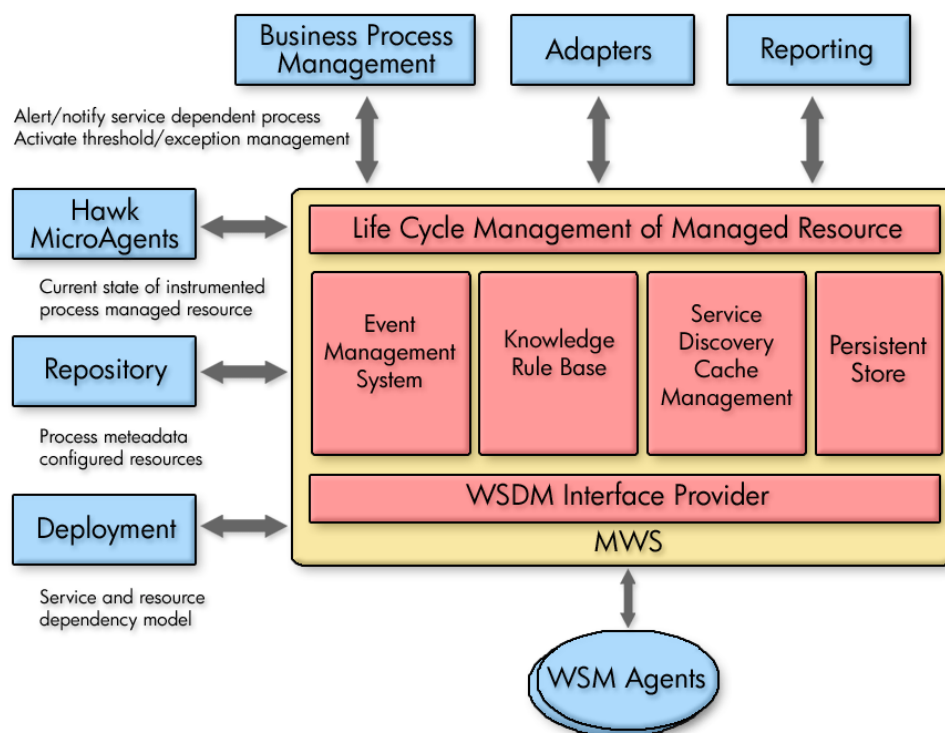 Business Process
Management
Adapters
Reporting
Alert/notify service dependent process
Activate threshold/exception management
Hawk
MicroAgents
Life Cycle Management of Managed Resource
Current state of instrumented
process managed resource
Event
Management
System
Knowledge
Rule Base
Service
Discovery
Cache
Management
Persistent
Store
Repository
Process meteadata
configured resources
WSDM Interface Provider
Deployment
MWS
Service and resource
dependency model
WSM Agents